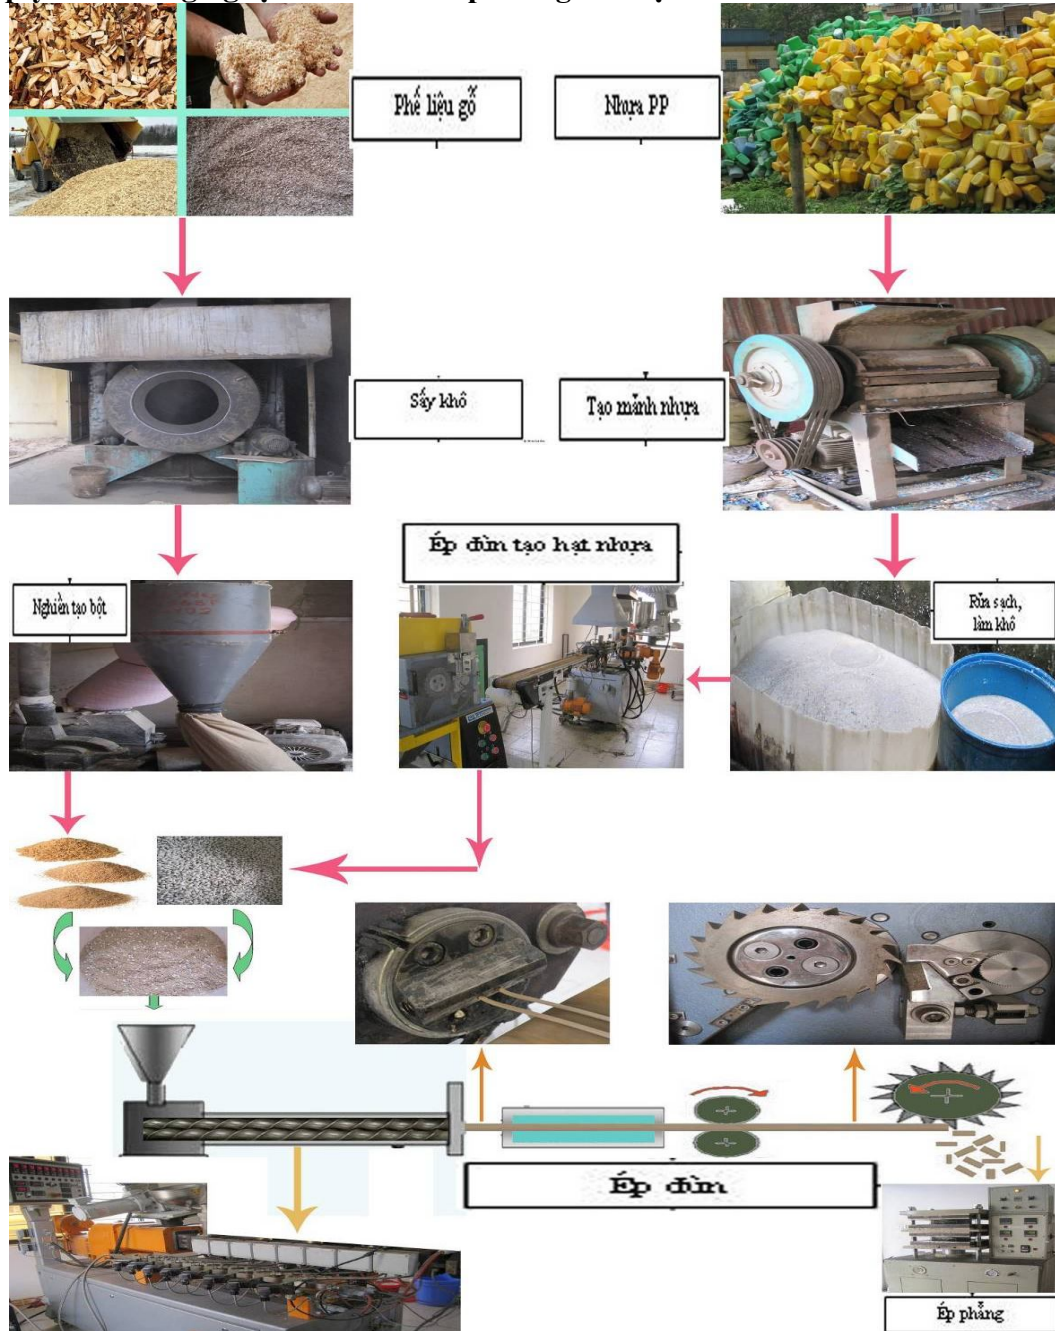 Phế liệu gỗ
Nhựa PP
Sấy khô
Tạo mảnh nhựa
Ép đùn tạo hạt nhựa
Nghiền tạo bột
Rửa sạch,
làm khô
Ép đùn
Ép phẳng